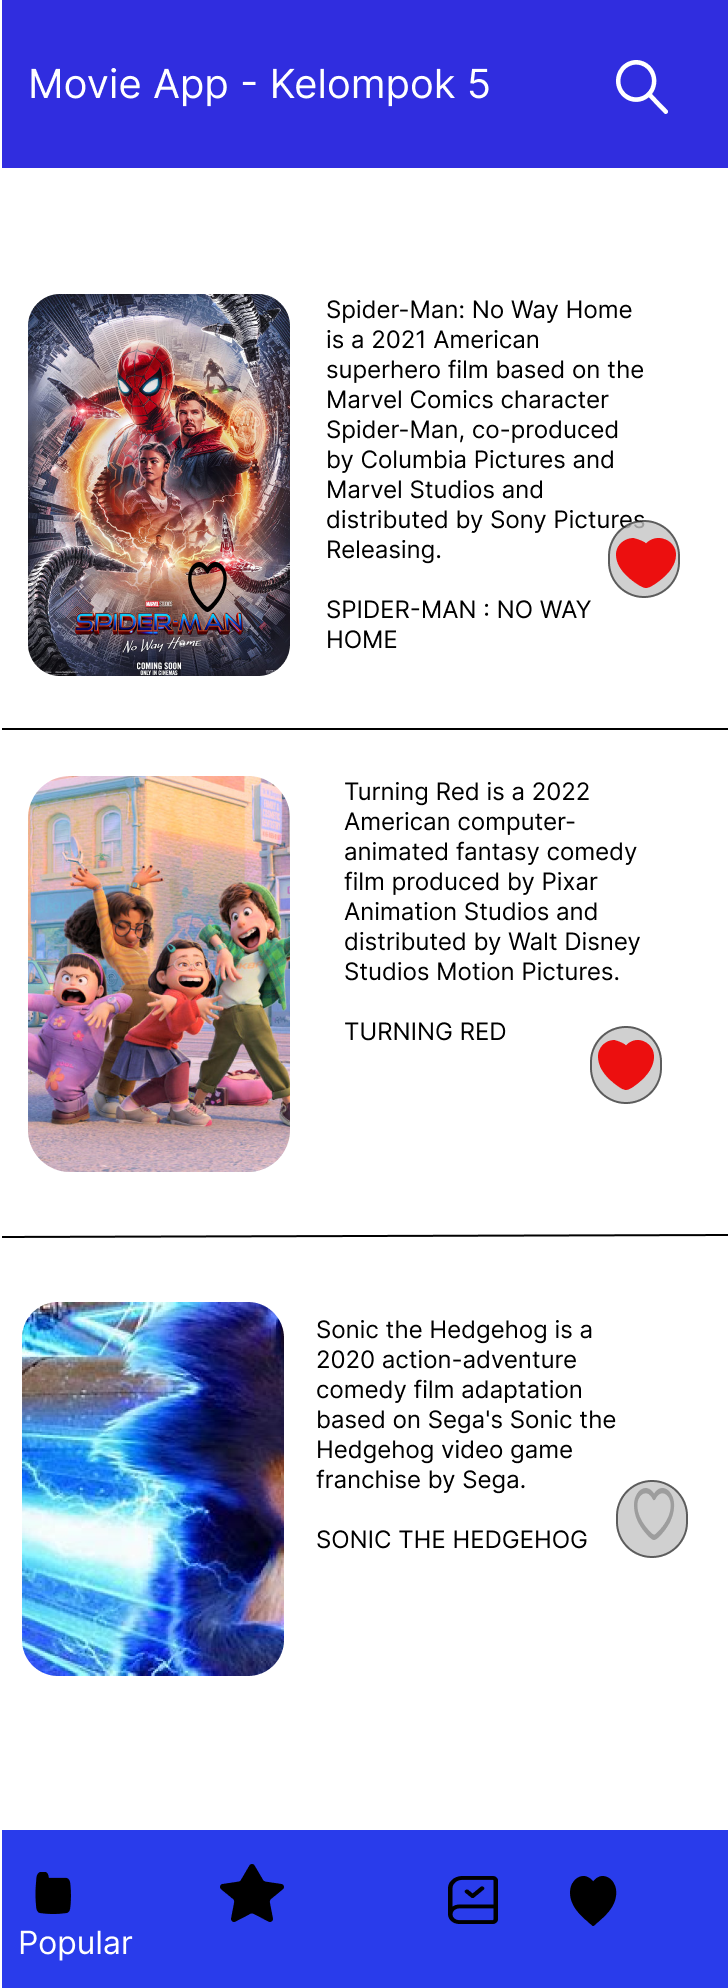 Movie App - Kelompok 5
Spider-Man: No Way Home
is a 2021 American
superhero film based on the
Marvel Comics character
Spider-Man, co-produced
by Columbia Pictures and
Marvel Studios and
distributed by Sony Pictures
Releasing.
SPIDER-MAN : NO WAY
HOME
MARVEL STUDIOS
SPIDER-MAN
No Way Home
COMING SOON
ONLY IN CINEMAS
Turning Red is a 2022
American computer-
animated fantasy comedy
film produced by Pixar
Animation Studios and
distributed by Walt Disney
Studios Motion Pictures.
TURNING RED
Sonic the Hedgehog is a
2020 action-adventure
comedy film adaptation
based on Sega's Sonic the
Hedgehog video game
franchise by Sega.
SONIC THE HEDGEHOG
Popular